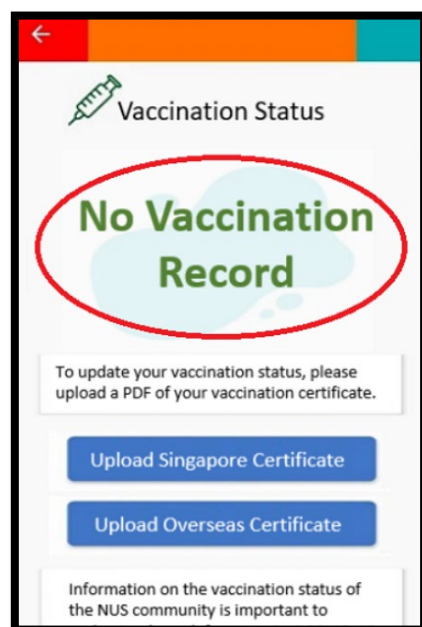 Vaccination Status
No Vaccination
Record
To update your vaccination status, please
upload a PDF of your vaccination certificate.
Upload Singapore Certificate
Upload Overseas Certificate
Information on the vaccination status of
the NUS community is important to